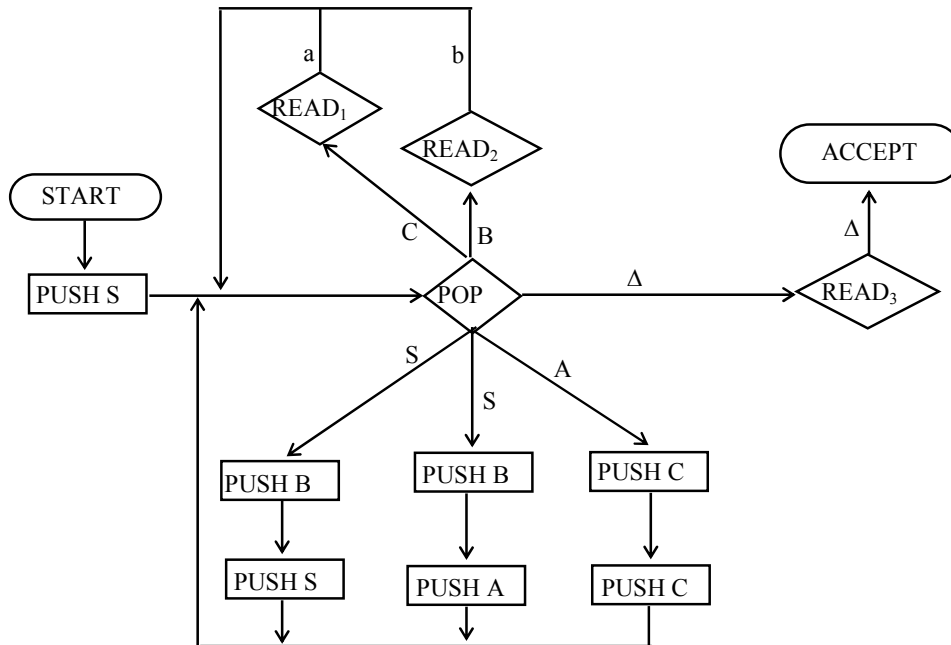 a
b
READ₁
READ₂
ACCEPT
START
C
B
Δ
Δ
PUSH S
POP
READ₃
S
S
A
PUSH B
PUSH B
PUSH C
PUSH S
PUSH A
PUSH C